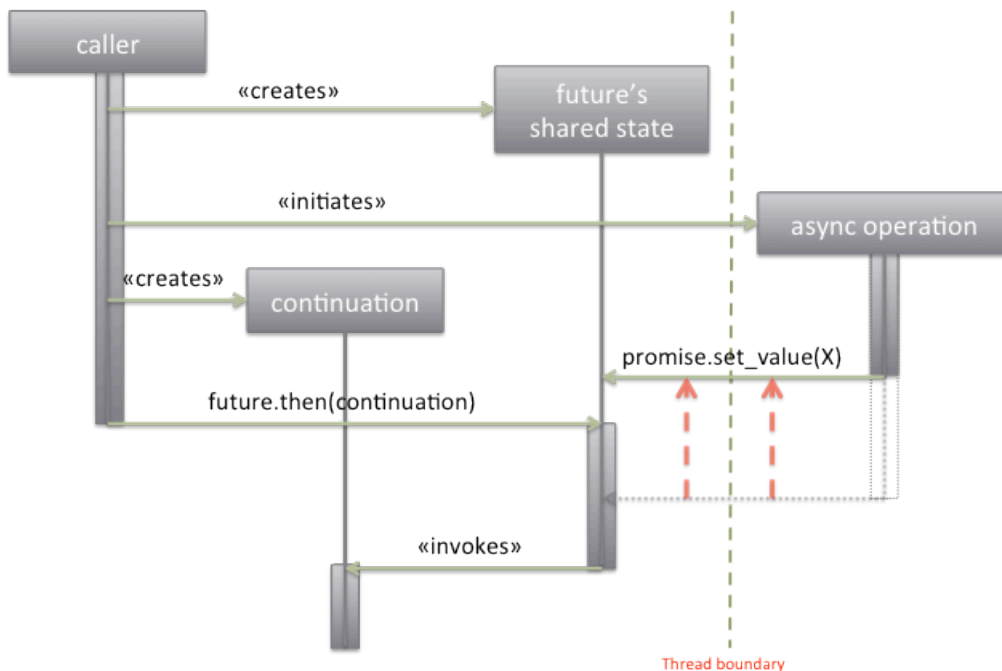 caller
«creates»
future’s
shared state
«initiates»
async operation
«creates»
continuation
promise.set_value(X)
future.then(continuation)
«invokes»
Thread boundary